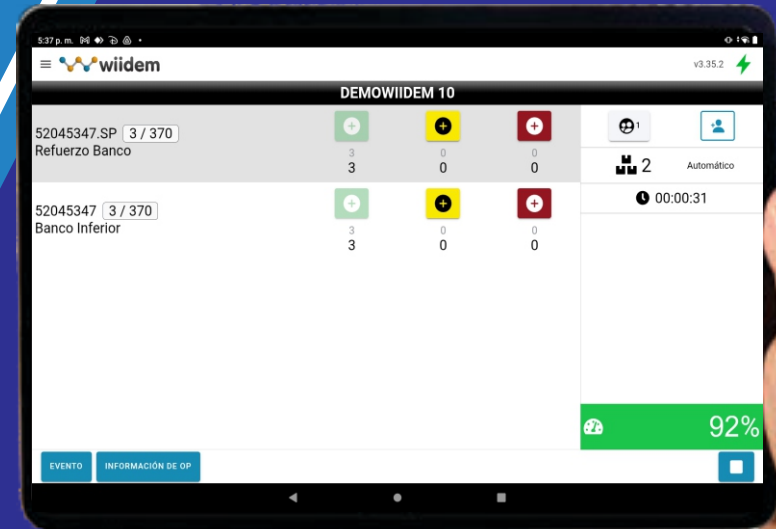 5:37 p. m.
wiidem
v3.35.2
DEMOWIIDEM 10
52045347.SP 3 / 370
Refuerzo Banco
3 0 0
3 0 0
1
2 Automático
00:00:31
52045347 3 / 370
Banco Inferior
3 0 0
3 0 0
92%
EVENTO INFORMACIÓN DE OP